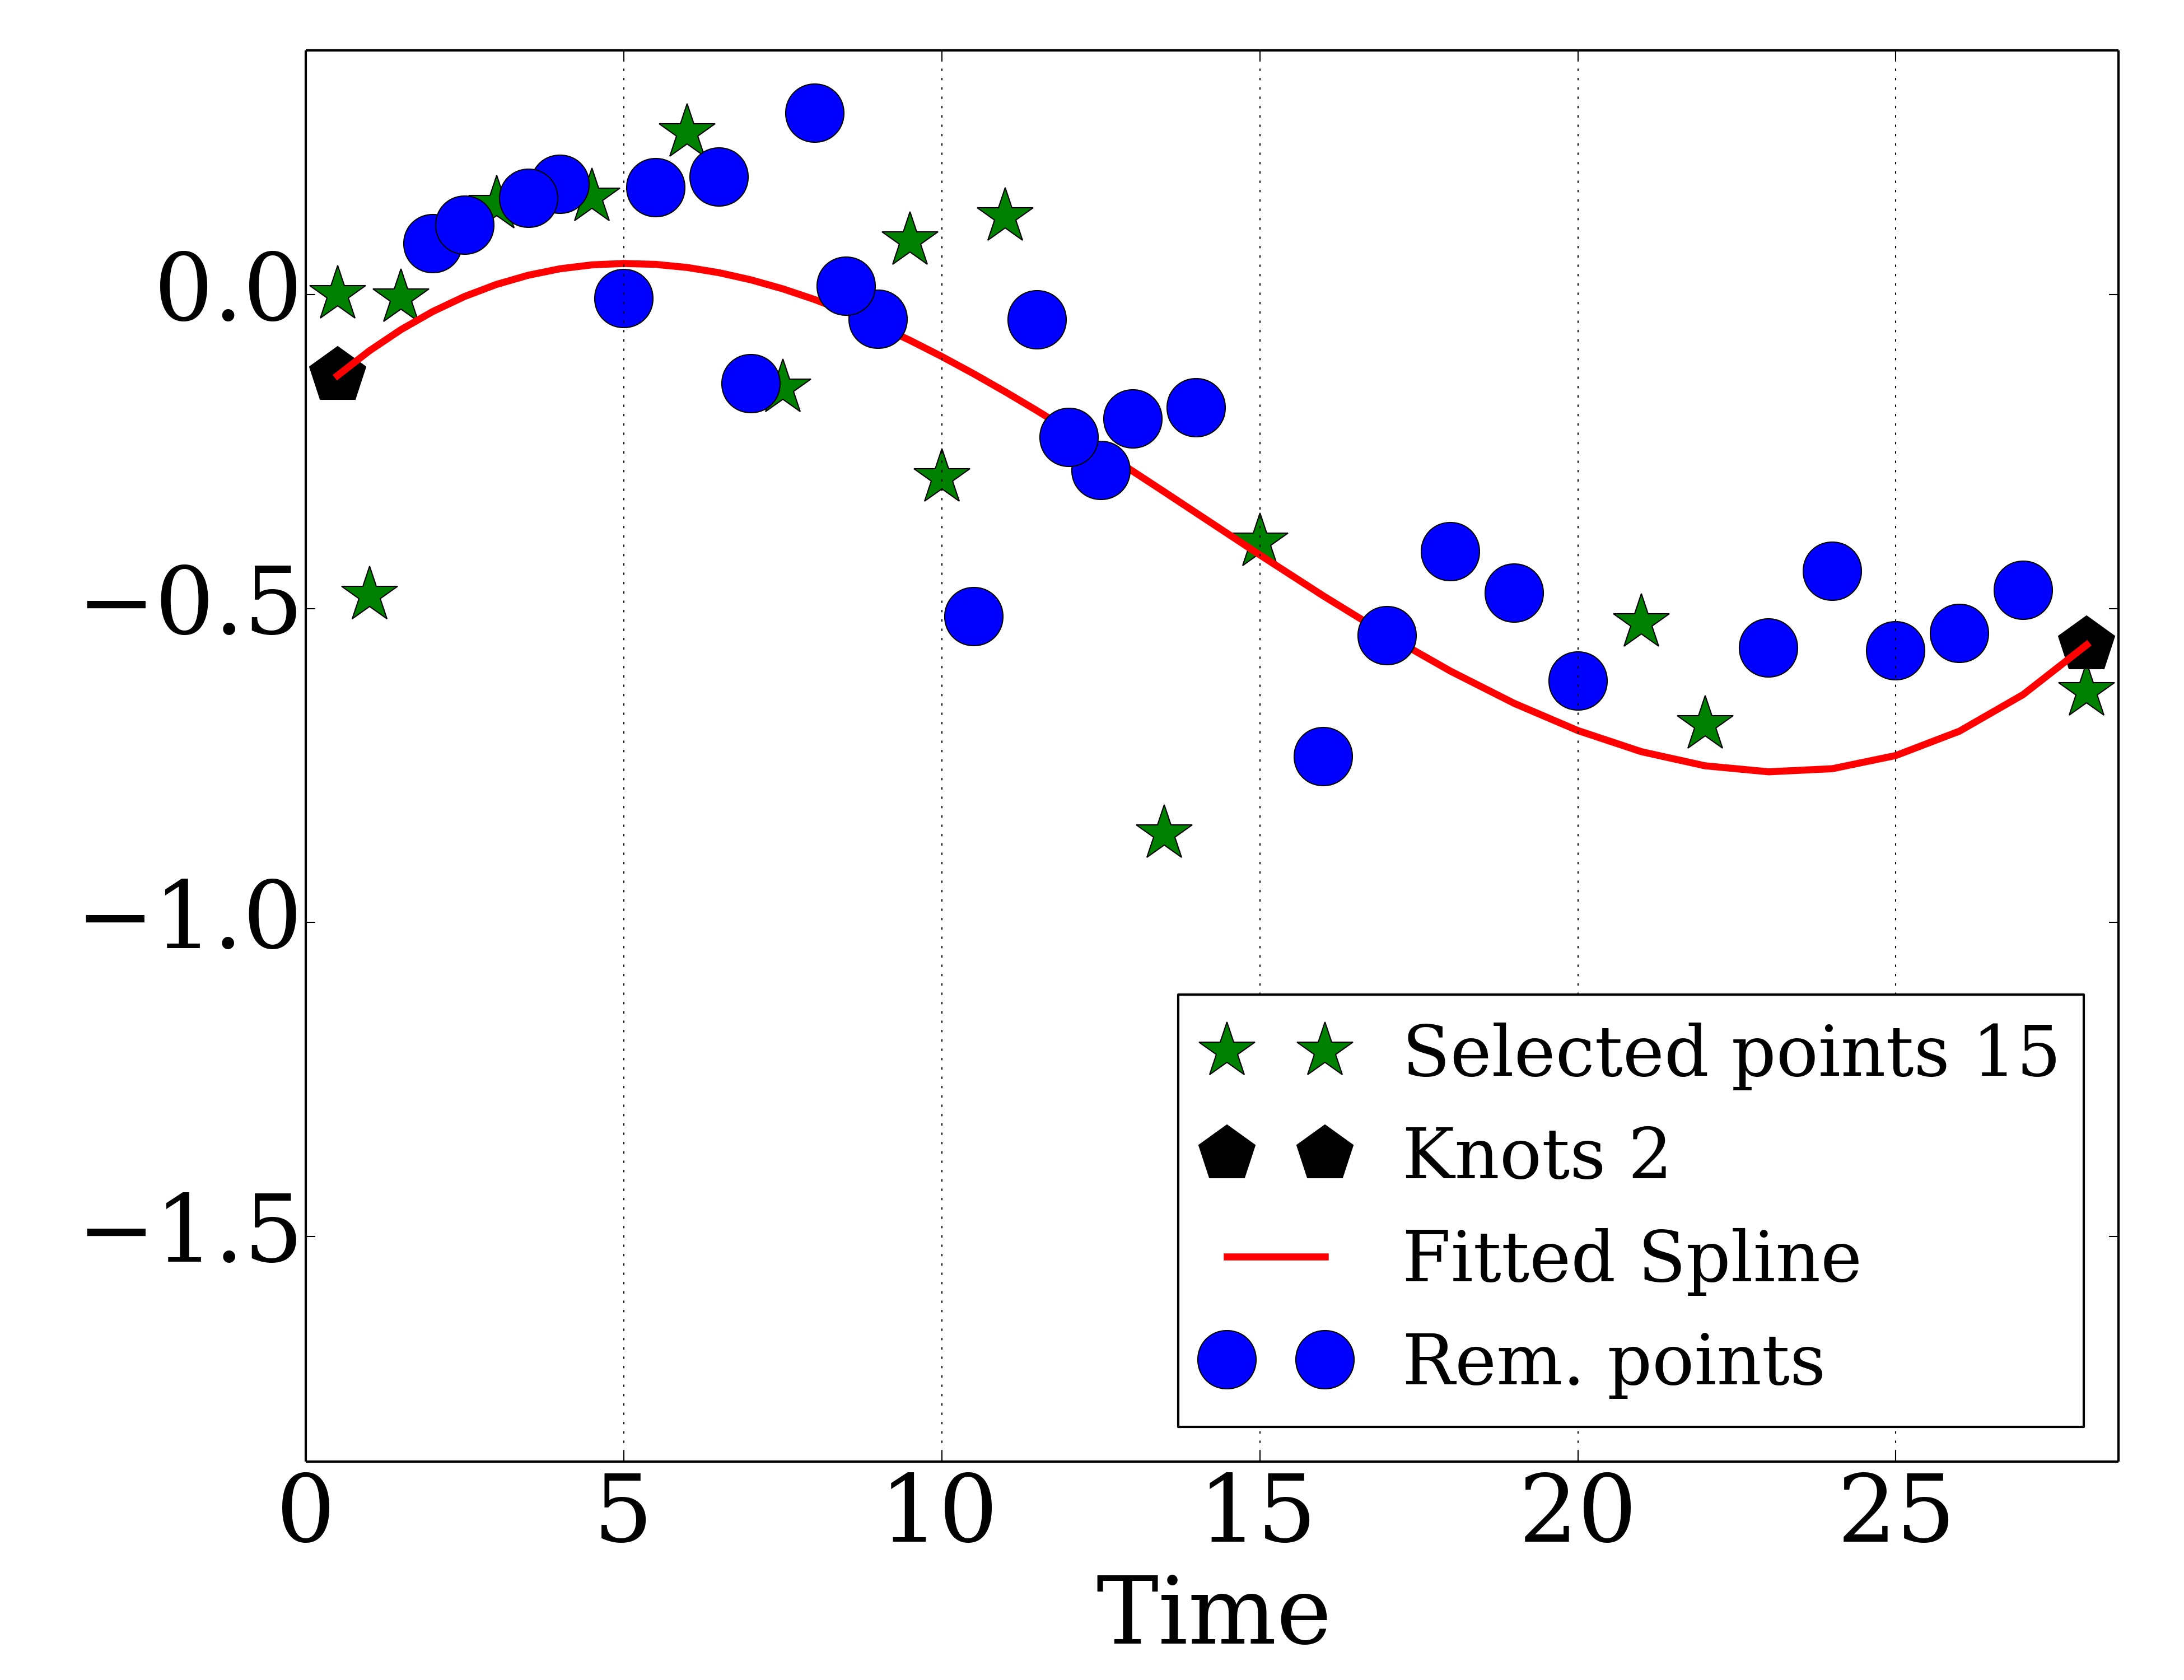 0.0
−0.5
−1.0
−1.5
Selected points 15
Knots 2
Fitted Spline
Rem. points
0 5 10 15 20 25
Time